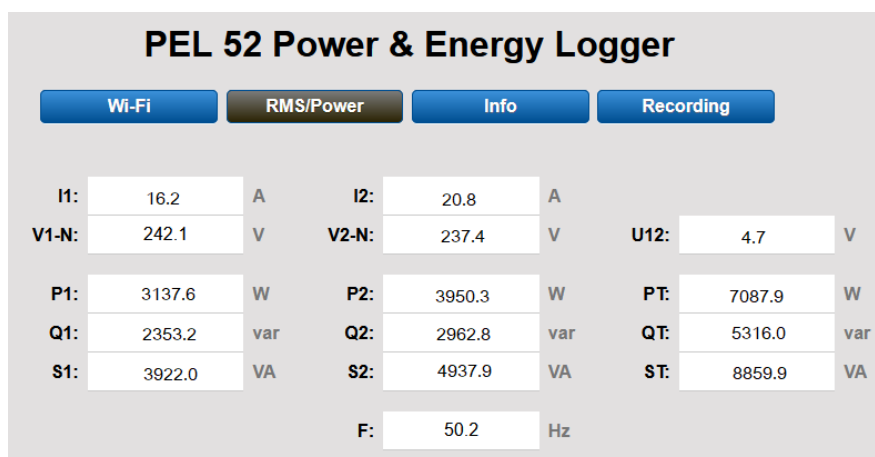 PEL 52 Power & Energy Logger
Wi-Fi RMS/Power Info Recording
I1: 16.2 A I2: 20.8 A
V1-N: 242.1 V V2-N: 237.4 V U12: 4.7 V
P1: 3137.6 W P2: 3950.3 W PT: 7087.9 W
Q1: 2353.2 var Q2: 2962.8 var QT: 5316.0 var
S1: 3922.0 VA S2: 4937.9 VA ST: 8859.9 VA
F: 50.2 Hz